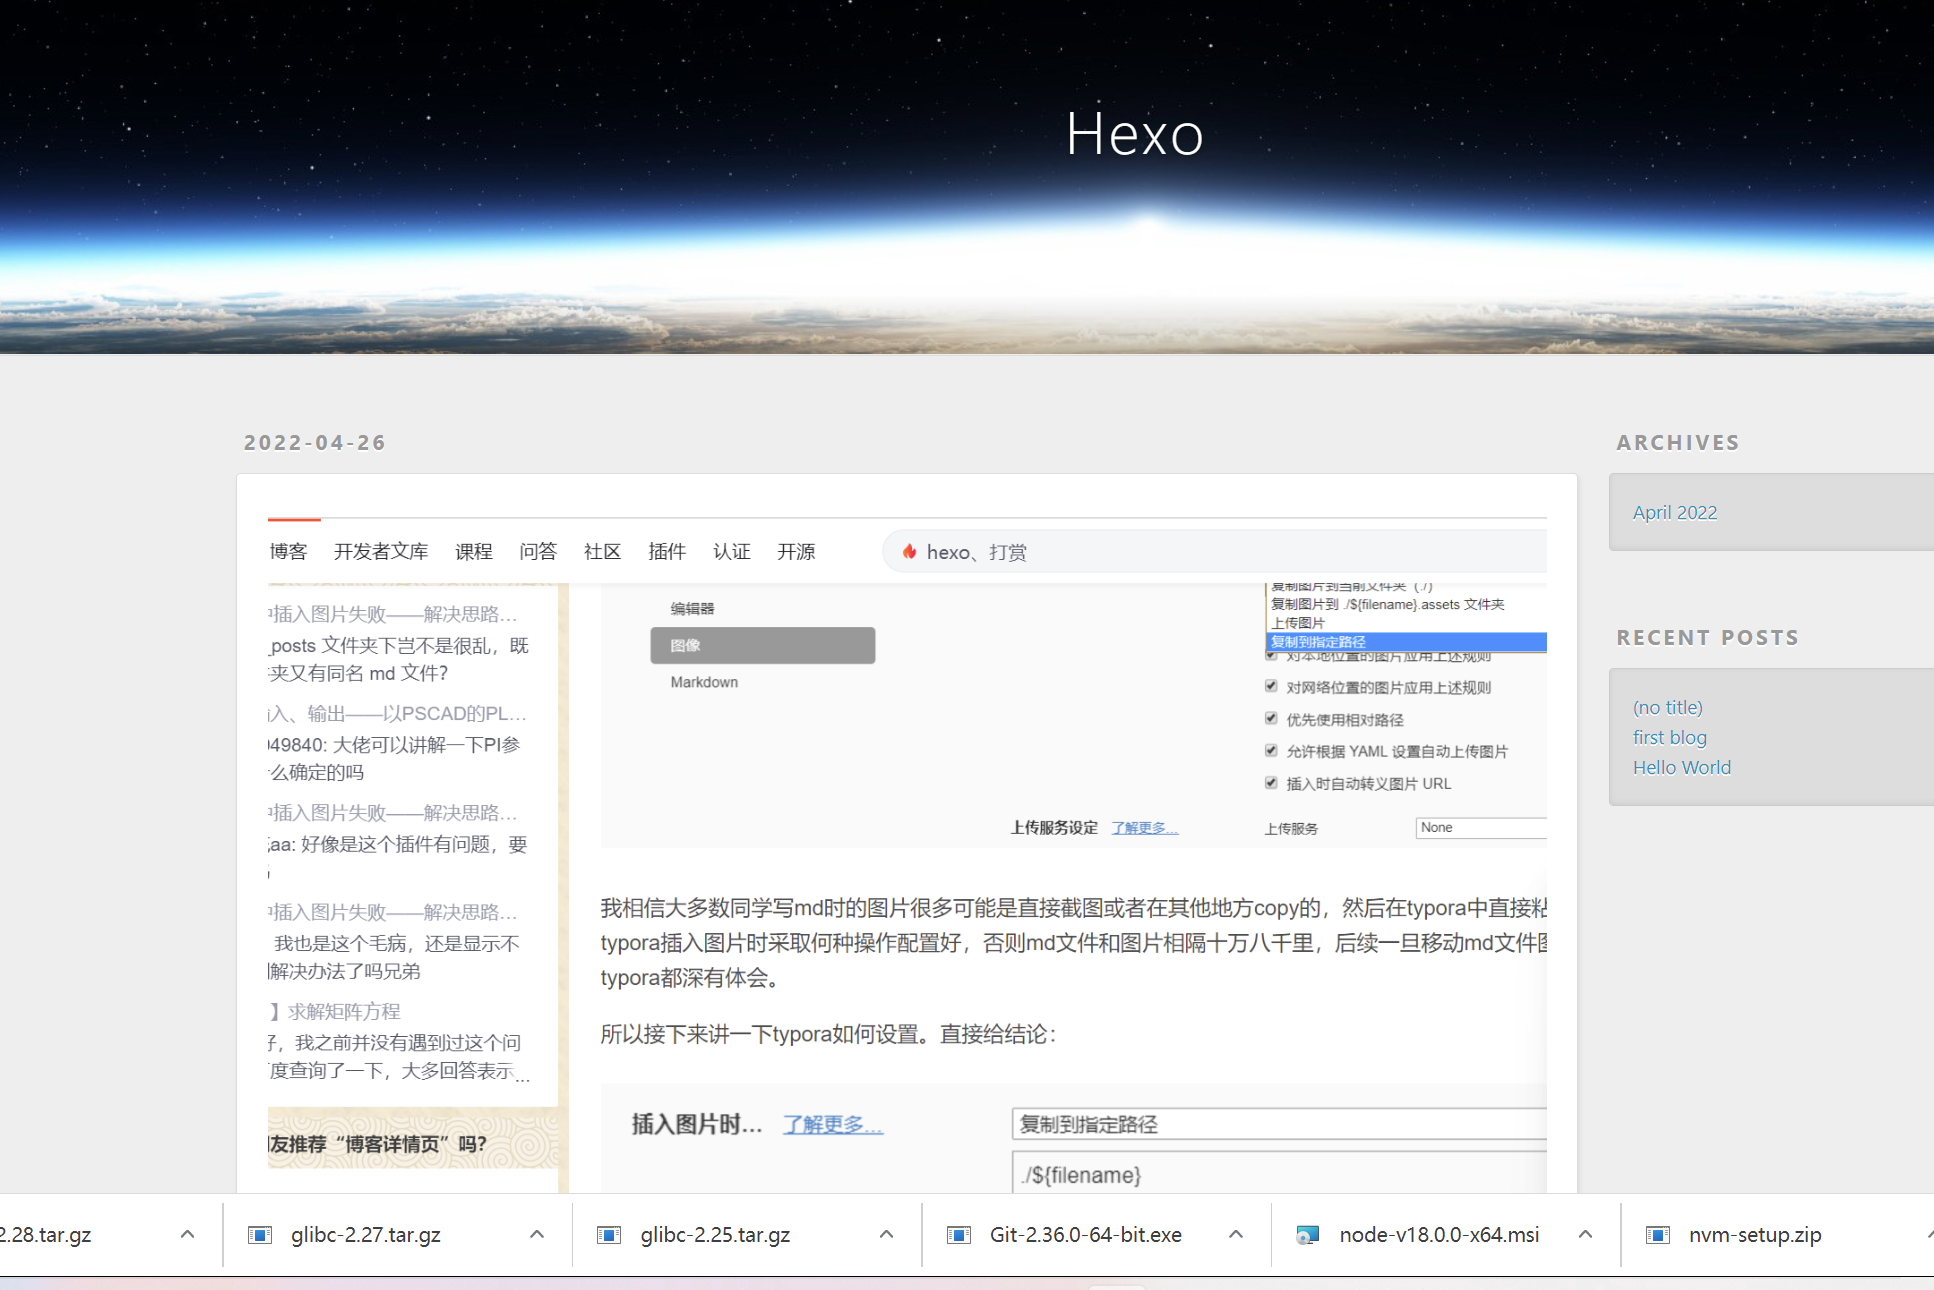 Hexo
2022-04-26
博客 开发者文库 课程 问答 社区 插件 认证 开源
hexo、打赏
插入图片失败——解决思路...
_posts 文件夹下岂不是很乱，既
夹又有同名 md 文件?
入、输出——以PSCAD的PL...
49840: 大佬可以讲解一下PI参
么确定的吗
插入图片失败——解决思路...
aa: 好像是这个插件有问题，要
插入图片失败——解决思路...
我也是这个毛病，还是显示不
解决办法了吗兄弟
】求解矩阵方程
好，我之前并没有遇到过这个问
度查询了一下，大多回答表示...
友推荐“博客详情页”吗?
编辑器
图像
Markdown
复制图片到当前文件夹 (./)
复制图片到 ./${filename}.assets 文件夹
上传图片
复制到指定路径
对本地位置的图片应用上述规则
对网络位置的图片应用上述规则
优先使用相对路径
允许根据 YAML 设置自动上传图片
插入时自动转义图片 URL
上传服务设定 了解更多...
上传服务 None
我相信大多数同学写md时的图片很多可能是直接截图或者在其他地方copy的，然后在typora中直接粘
typora插入图片时采取何种操作配置好，否则md文件和图片相隔十万八千里，后续一旦移动md文件图
typora都深有体会。
所以接下来讲一下typora如何设置。直接给结论：
插入图片时... 了解更多...
复制到指定路径
./${filename}
ARCHIVES
April 2022
RECENT POSTS
(no title)
first blog
Hello World
2.28.tar.gz
glibc-2.27.tar.gz
glibc-2.25.tar.gz
Git-2.36.0-64-bit.exe
node-v18.0.0-x64.msi
nvm-setup.zip